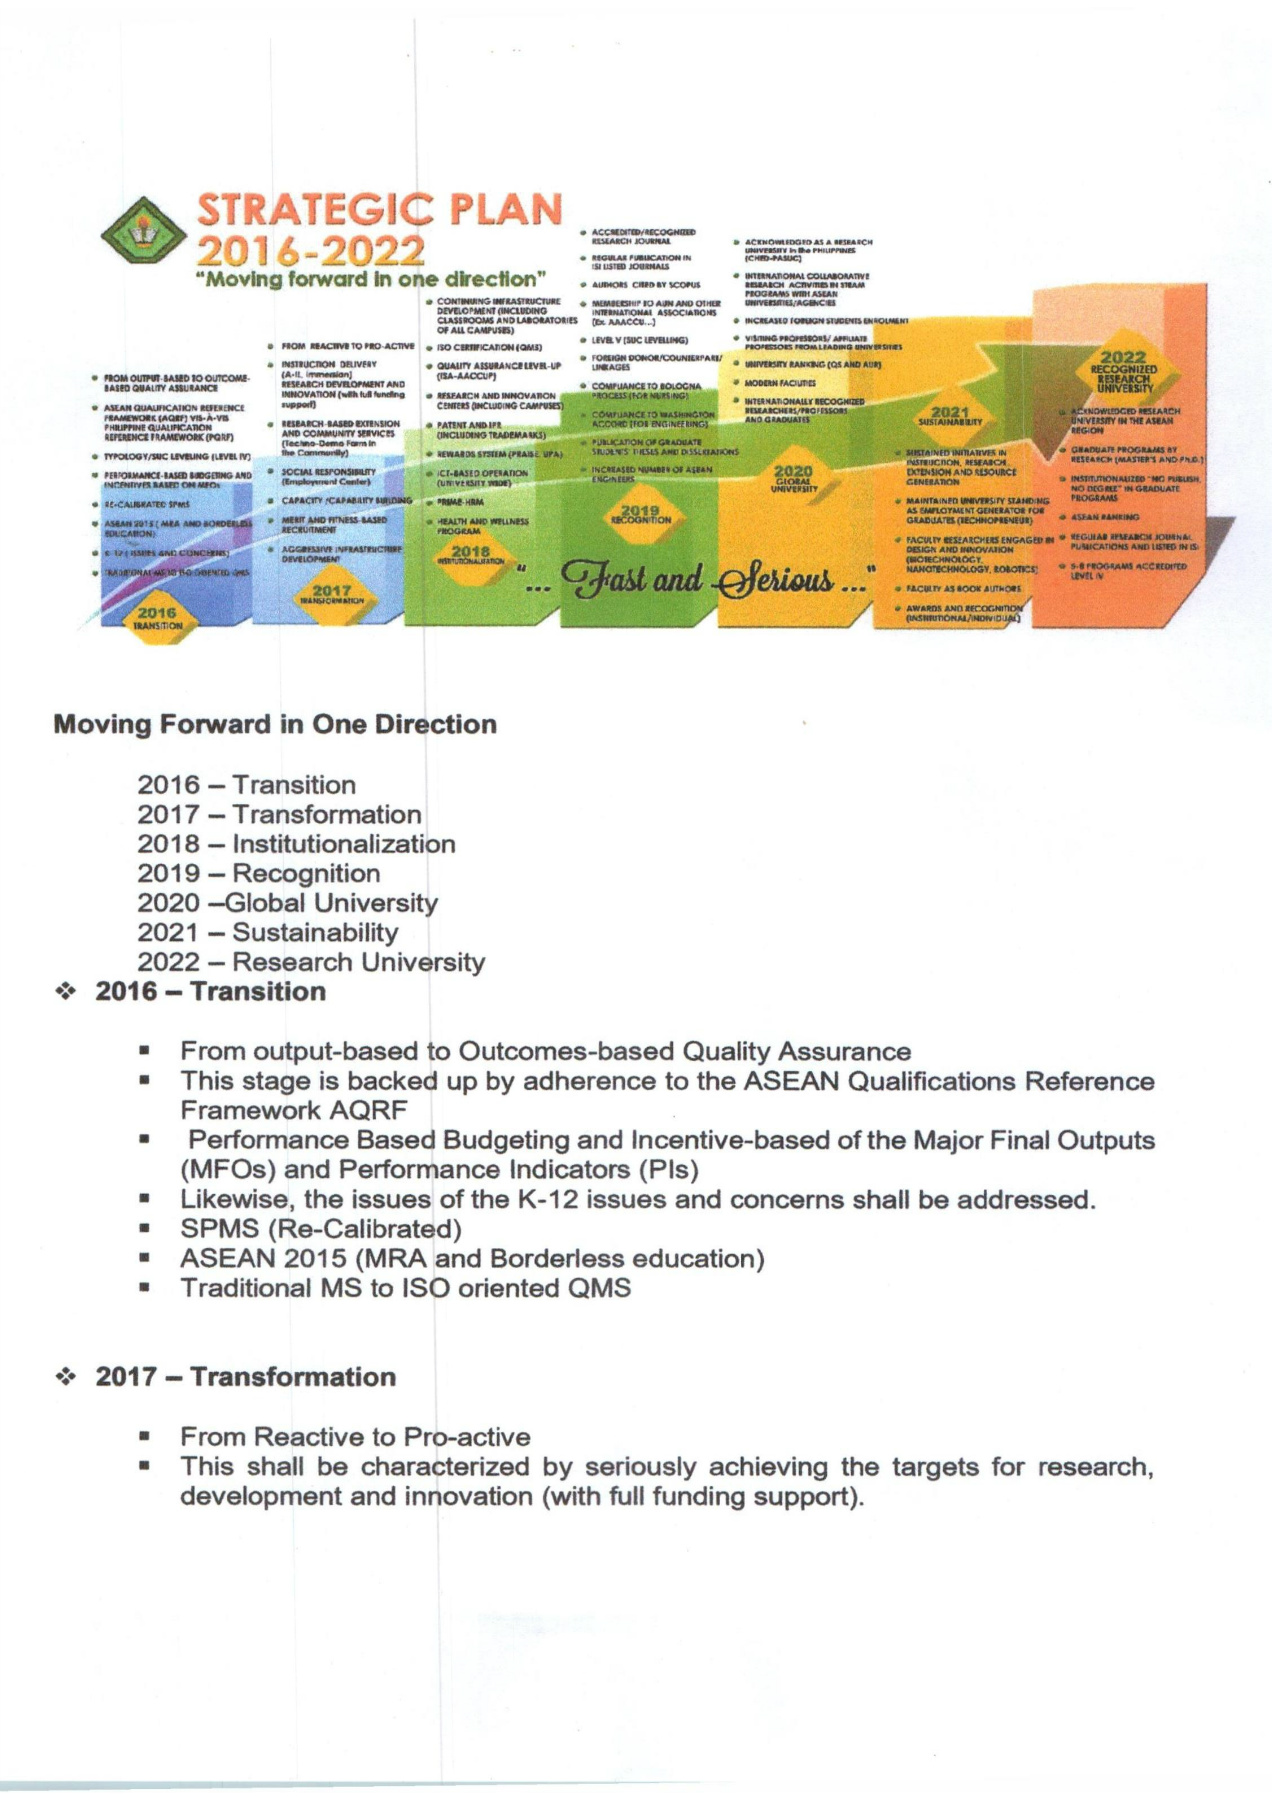 STRATEGIC PLAN
2016-2022
"Moving forward in one direction"
FROM OUTPUT-BASED TO OUTCOME-
BASED QUALITY ASSURANCE
ASEAN QUALIFICATION REFERENCE
FRAMEWORK (AQRF) VIS-A-VIS
PHILIPPINE QUALIFICATION
REFERENCE FRAMEWORK (PQRF)
TYPOLOGY/SUC LEVELING (LEVEL IV)
PERFORMANCE-BASED BUDGETING AND
INCENTIVES BASED ON MFOs
RE-CALIBRATED SPMS
ASEAN 2015 ( MRA AND BORDERLESS
EDUCATION)
K-12 ( ISSUES AND CONCERNS)
TRADITIONAL MS TO ISO ORIENTED QMS
2016
TRANSITION
FROM REACTIVE TO PRO-ACTIVE
INSTRUCTION DELIVERY
(A-IL Immersion)
RESEARCH DEVELOPMENT AND
INNOVATION (with full funding
support)
RESEARCH-BASED EXTENSION
AND COMMUNITY SERVICES
(Techno-Demo Farm in
the Community)
SOCIAL RESPONSIBILITY
(Employment Center)
CAPACITY /CAPABILITY BUILDING
MERIT AND FITNESS-BASED
RECRUITMENT
AGGRESSIVE INFRASTRUCTURE
DEVELOPMENT
2017
TRANSFORMATION
CONTINUING INFRASTRUCTURE
DEVELOPMENT (INCLUDING
CLASSROOMS AND LABORATORIES
OF ALL CAMPUSES)
ISO CERTIFICATION (QMS)
QUALITY ASSURANCE LEVEL-UP
(ISA-AACCUP)
RESEARCH AND INNOVATION
CENTERS (INCLUDING CAMPUSES)
PATENT AND IPR
(INCLUDING TRADEMARKS)
REWARDS SYSTEM (PRAISE, UPA)
ICT-BASED OPERATION
(UNIVERSITY WIDE)
PRIME-HRM
HEALTH AND WELLNESS
PROGRAM
2018
INSTITUTIONALIZATION
ACCREDITED/RECOGNIZED
RESEARCH JOURNAL
REGULAR PUBLICATION IN
ISI LISTED JOURNALS
AUTHORS CITED BY SCOPUS
MEMBERSHIP TO AUN AND OTHER
INTERNATIONAL ASSOCIATIONS
(Ex. AAACCU...)
LEVEL V (SUC LEVELLING)
FOREIGN DONOR/COUNTERPART/
LINKAGES
COMPLIANCE TO BOLOGNA
PROCESS (FOR NURSING)
COMPLIANCE TO WASHINGTON
ACCORD (FOR ENGINEERING)
PUBLICATION OF GRADUATE
STUDENTS' THESES AND DISSERTATIONS
INCREASED NUMBER OF ASEAN
ENGINEERS
2019
RECOGNITION
ACKNOWLEDGED AS A RESEARCH
UNIVERSITY in the PHILIPPINES
(CHED-PASUC)
INTERNATIONAL COLLABORATIVE
RESEARCH ACTIVITIES IN STEAM
PROGRAMS WITH ASEAN
UNIVERSITIES/AGENCIES
INCREASED FOREIGN STUDENTS ENROLMENT
VISITING PROFESSORS/ AFFILIATE
PROFESSORS FROM LEADING UNIVERSITIES
UNIVERSITY RANKING (QS AND AUR)
MODERN FACILITIES
INTERNATIONALLY RECOGNIZED
RESEARCHERS/PROFESSORS
AND GRADUATES
2020
GLOBAL
UNIVERSITY
2021
SUSTAINABILITY
SUSTAINED INITIATIVES IN
INSTRUCTION, RESEARCH,
EXTENSION AND RESOURCE
GENERATION
MAINTAINED UNIVERSITY STANDING
AS EMPLOYMENT GENERATOR FOR
GRADUATES (TECHNOPRENEUR)
FACULTY RESEARCHERS ENGAGED IN
DESIGN AND INNOVATION
(BIOTECHNOLOGY,
NANOTECHNOLOGY, ROBOTICS)
FACULTY AS BOOK AUTHORS
AWARDS AND RECOGNITION
(INSTITUTIONAL/INDIVIDUAL)
2022
RECOGNIZED
RESEARCH
UNIVERSITY
ACKNOWLEDGED RESEARCH
UNIVERSITY IN THE ASEAN
REGION
GRADUATE PROGRAMS BY
RESEARCH (MASTER'S AND PH.D.)
INSTITUTIONALIZED "NO PUBLISH,
NO DEGREE" IN GRADUATE
PROGRAMS
ASEAN RANKING
REGULAR RESEARCH JOURNAL
PUBLICATIONS AND LISTED IN ISI
5-8 PROGRAMS ACCREDITED
LEVEL IV
"... Fast and Serious ..."
Moving Forward in One Direction
2016 – Transition
2017 – Transformation
2018 – Institutionalization
2019 – Recognition
2020 –Global University
2021 – Sustainability
2022 – Research University
❖ 2016 – Transition
▪ From output-based to Outcomes-based Quality Assurance
▪ This stage is backed up by adherence to the ASEAN Qualifications Reference
Framework AQRF
▪ Performance Based Budgeting and Incentive-based of the Major Final Outputs
(MFOs) and Performance Indicators (PIs)
▪ Likewise, the issues of the K-12 issues and concerns shall be addressed.
▪ SPMS (Re-Calibrated)
▪ ASEAN 2015 (MRA and Borderless education)
▪ Traditional MS to ISO oriented QMS
❖ 2017 – Transformation
▪ From Reactive to Pro-active
▪ This shall be characterized by seriously achieving the targets for research,
development and innovation (with full funding support).